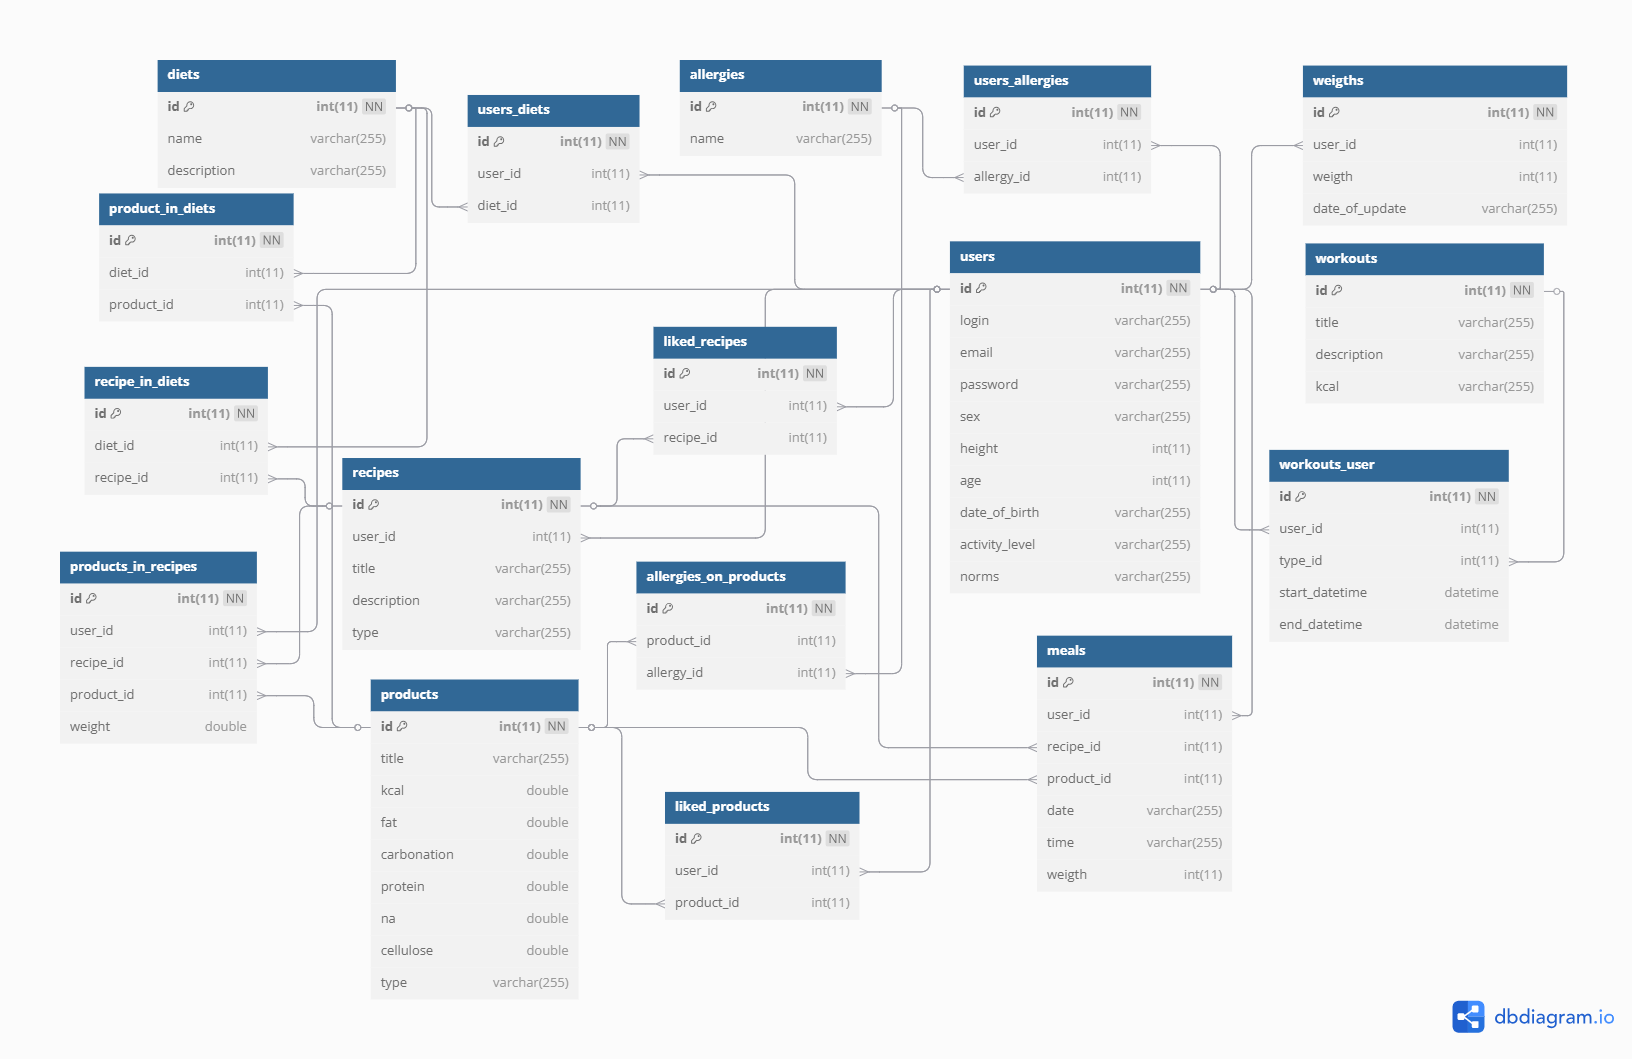 diets
id int(11) NN
name varchar(255)
description varchar(255)
users_diets
id int(11) NN
user_id int(11)
diet_id int(11)
allergies
id int(11) NN
name varchar(255)
users_allergies
id int(11) NN
user_id int(11)
allergy_id int(11)
weigths
id int(11) NN
user_id int(11)
weigth int(11)
date_of_update varchar(255)
product_in_diets
id int(11) NN
diet_id int(11)
product_id int(11)
users
id int(11) NN
login varchar(255)
email varchar(255)
password varchar(255)
sex varchar(255)
height int(11)
age int(11)
date_of_birth varchar(255)
activity_level varchar(255)
norms varchar(255)
workouts
id int(11) NN
title varchar(255)
description varchar(255)
kcal varchar(255)
liked_recipes
id int(11) NN
user_id int(11)
recipe_id int(11)
recipe_in_diets
id int(11) NN
diet_id int(11)
recipe_id int(11)
recipes
id int(11) NN
user_id int(11)
title varchar(255)
description varchar(255)
type varchar(255)
workouts_user
id int(11) NN
user_id int(11)
type_id int(11)
start_datetime datetime
end_datetime datetime
products_in_recipes
id int(11) NN
user_id int(11)
recipe_id int(11)
product_id int(11)
weight double
allergies_on_products
id int(11) NN
product_id int(11)
allergy_id int(11)
meals
id int(11) NN
user_id int(11)
recipe_id int(11)
product_id int(11)
date varchar(255)
time varchar(255)
weigth int(11)
products
id int(11) NN
title varchar(255)
kcal double
fat double
carbonation double
protein double
na double
cellulose double
type varchar(255)
liked_products
id int(11) NN
user_id int(11)
product_id int(11)
dbdiagram.io